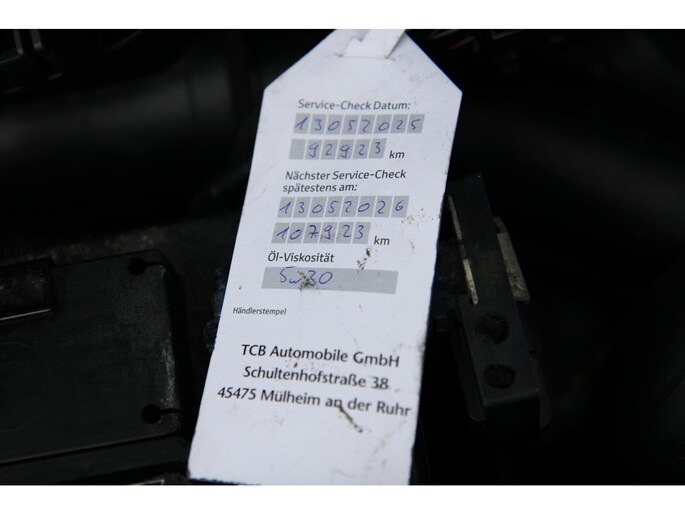 Service-Check Datum:
13052025
92923 km
Nächster Service-Check
spätestens am:
13052026
107923 km
Öl-Viskosität
5w30
Händlerstempel
TCB Automobile GmbH
Schultenhofstraße 38
45475 Mülheim an der Ruhr